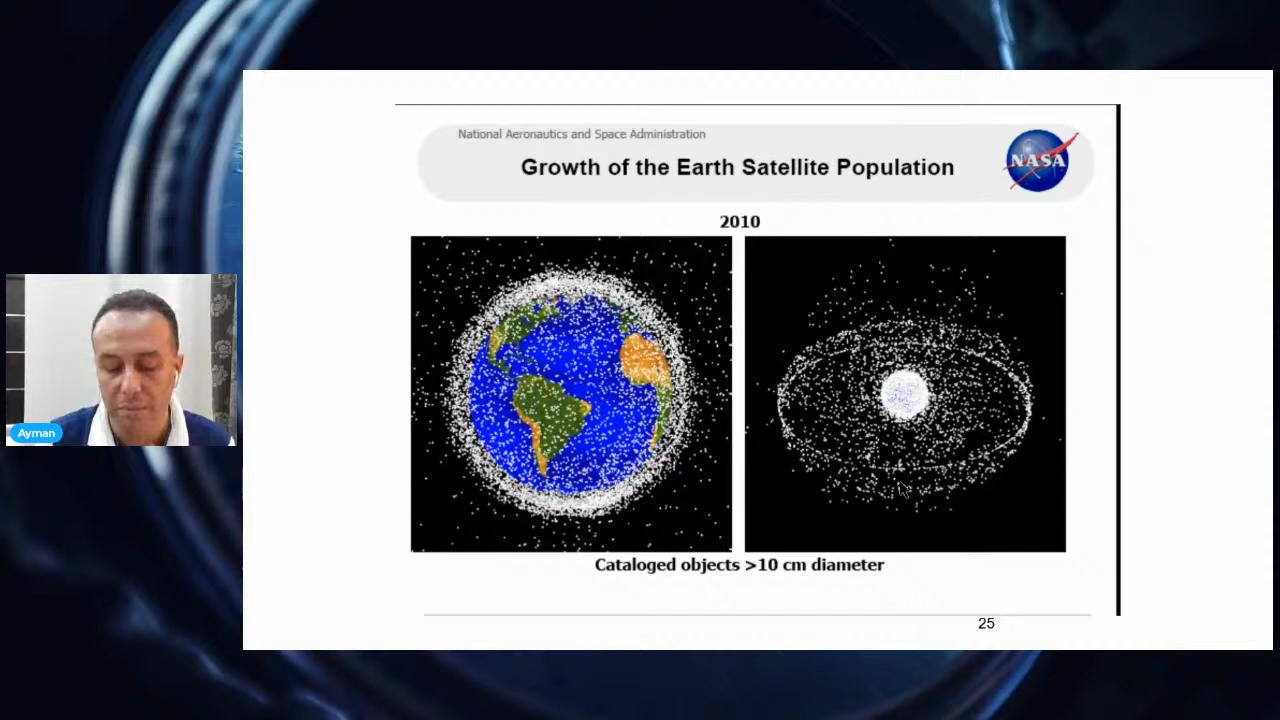 National Aeronautics and Space Administration
Growth of the Earth Satellite Population
NASA
2010
Ayman
Cataloged objects >10 cm diameter
25